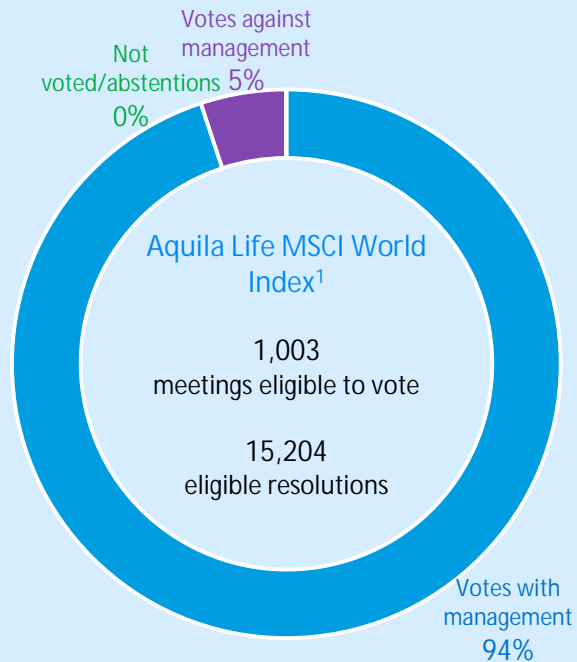 Votes against
management
5%
Not
voted/abstentions
0%
Aquila Life MSCI World
Index¹
1,003
meetings eligible to vote
15,204
eligible resolutions
Votes with
management
94%